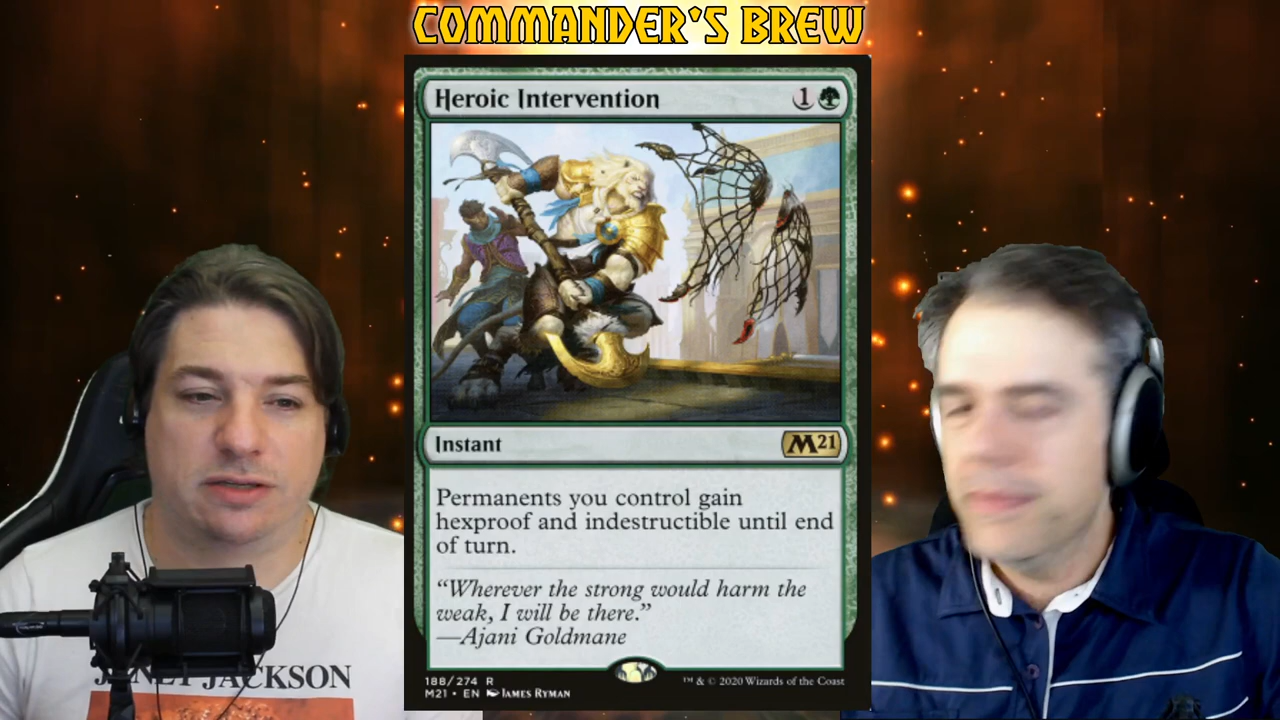 COMMANDER'S BREW
Heroic Intervention 1
Instant M21
Permanents you control gain
hexproof and indestructible until end
of turn.
“Wherever the strong would harm the
weak, I will be there.”
—Ajani Goldmane
188/274 R
M21 • EN JAMES RYMAN
™ & © 2020 Wizards of the Coast
JANET JACKSON